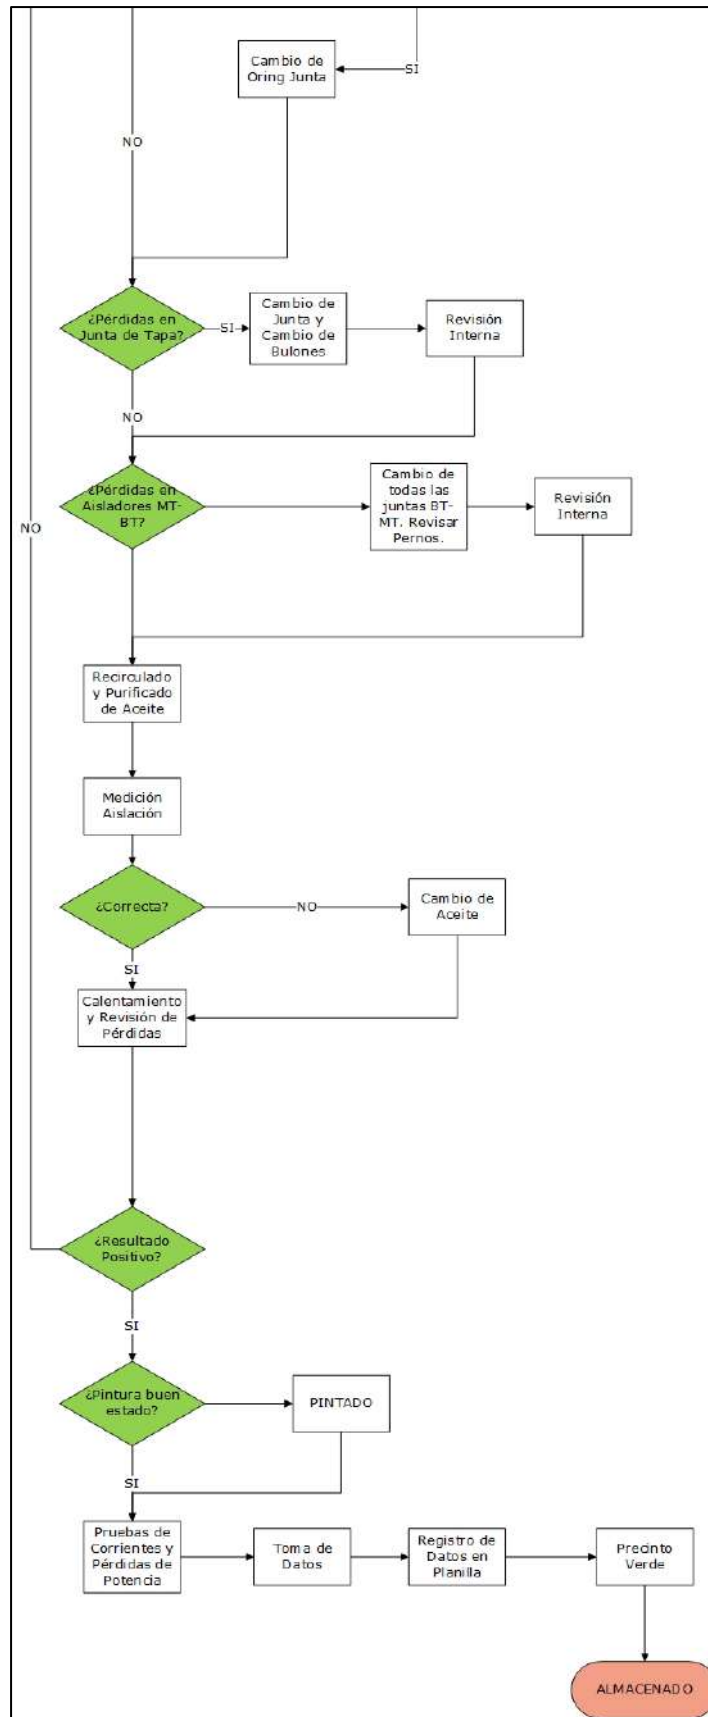 Cambio de
Oring Junta
SI
NO
¿Pérdidas en
Junta de Tapa?
SI
Cambio de
Junta y
Cambio de
Bulones
Revisión
Interna
NO
¿Pérdidas en
Aisladores MT-
BT?
Cambio de
todas las
juntas BT-
MT. Revisar
Pernos.
Revisión
Interna
NO
Recirculado
y Purificado
de Aceite
Medición
Aislación
¿Correcta?
NO
Cambio de
Aceite
SI
Calentamiento
y Revisión de
Pérdidas
¿Resultado
Positivo?
SI
¿Pintura buen
estado?
PINTADO
SI
Pruebas de
Corrientes y
Pérdidas de
Potencia
Toma de
Datos
Registro de
Datos en
Planilla
Precinto
Verde
ALMACENADO